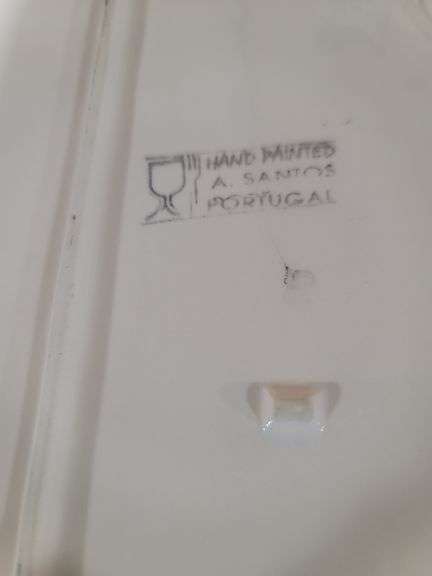 HAND PAINTED
A. SANTOS
PORTUGAL